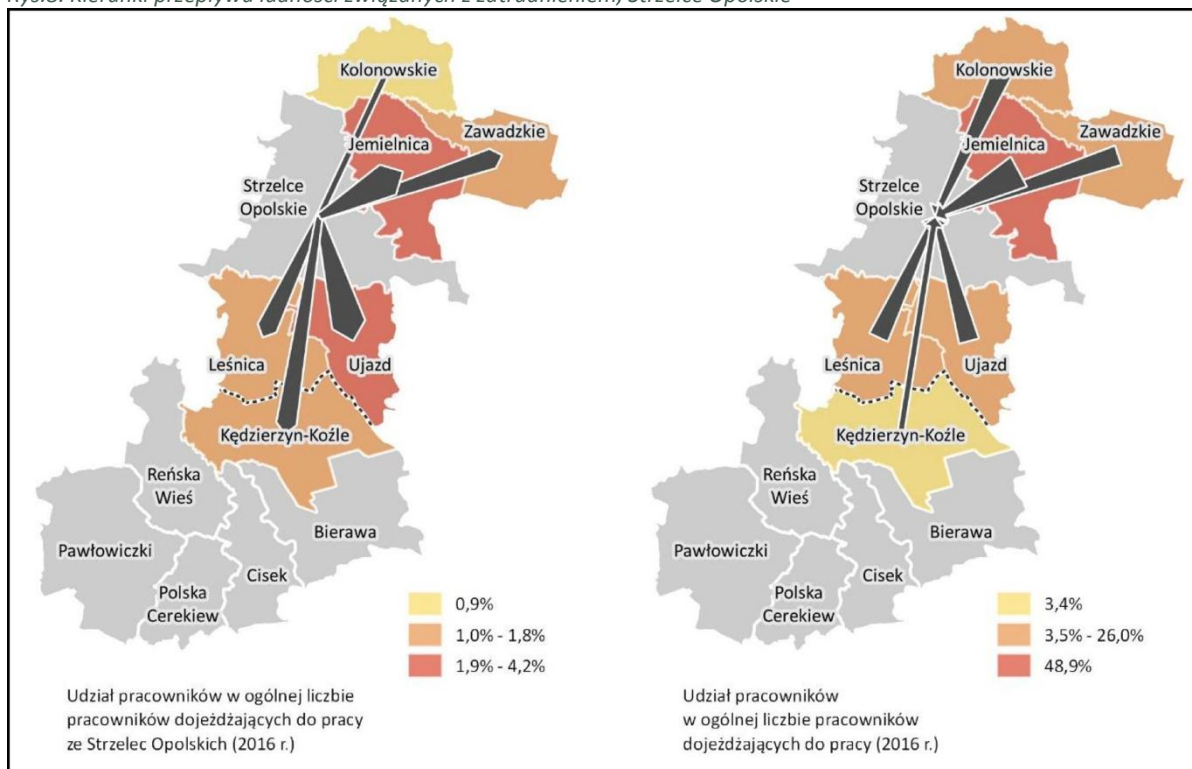 Rys.8. Kierunki przepływu ludności związanych z zatrudnieniem, Strzelce Opolskie
Kolonowskie
Zawadzkie
Jemielnica
Strzelce
Opolskie
Leśnica
Ujazd
Kędzierzyn-Koźle
Reńska
Wieś
Bierawa
Pawłowiczki
Cisek
Polska
Cerekiew
0,9%
1,0% - 1,8%
1,9% - 4,2%
Udział pracowników w ogólnej liczbie
pracowników dojeżdżających do pracy
ze Strzelec Opolskich (2016 r.)
Kolonowskie
Zawadzkie
Jemielnica
Strzelce
Opolskie
Leśnica
Ujazd
Kędzierzyn-Koźle
Reńska
Wieś
Bierawa
Pawłowiczki
Cisek
Polska
Cerekiew
3,4%
3,5% - 26,0%
48,9%
Udział pracowników
w ogólnej liczbie pracowników
dojeżdżających do pracy (2016 r.)